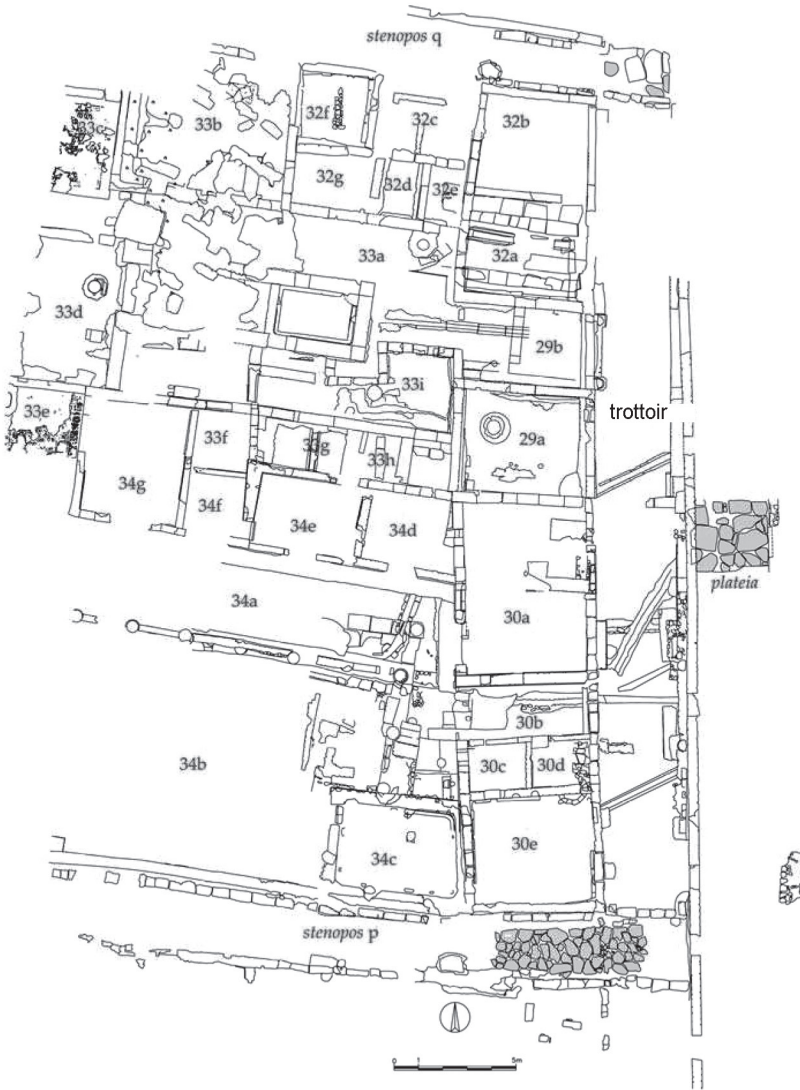 stenopos q
32f
32c
32b
33c
33b
32g
32d
32e
33a
32a
33d
29b
33i
trottoir
33e
33f
33g
33h
29a
34g
34f
34e
34d
plateia
34a
30a
30b
34b
30c
30d
34c
30e
stenopos p
0 1 5m